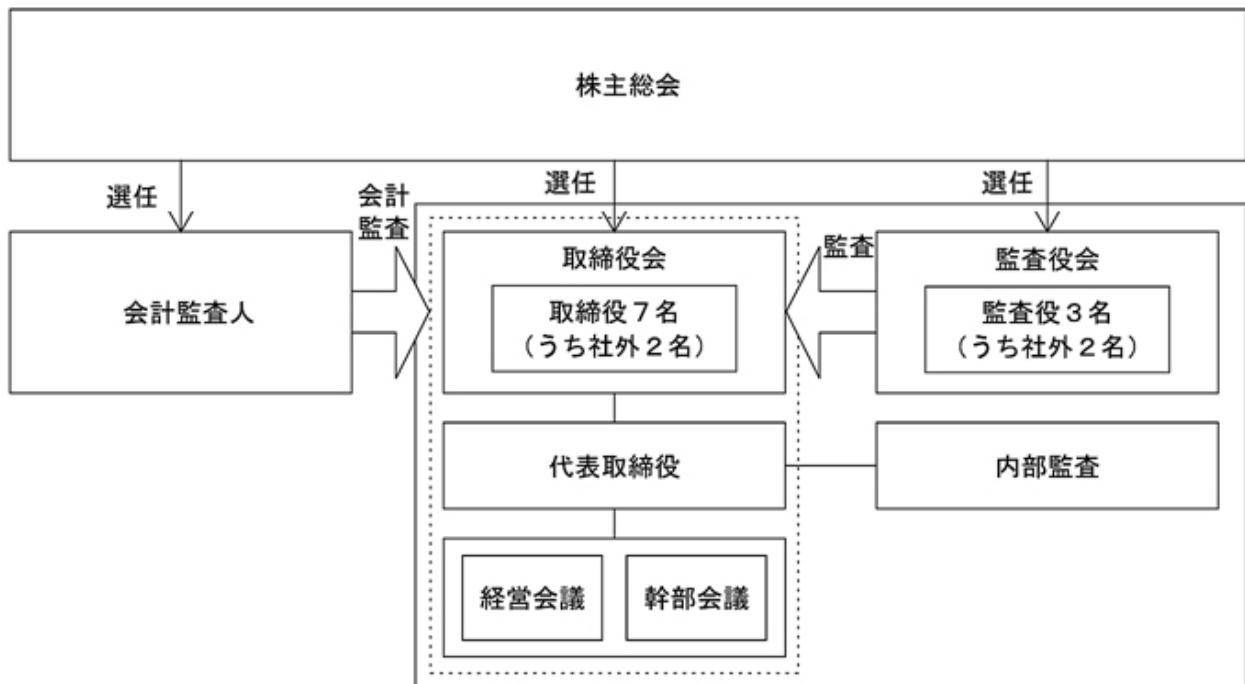 株主総会
選任
選任
選任
会計
監査
会計監査人
取締役会
取締役7名
(うち社外2名)
監査
監査役会
監査役3名
(うち社外2名)
代表取締役
内部監査
経営会議
幹部会議